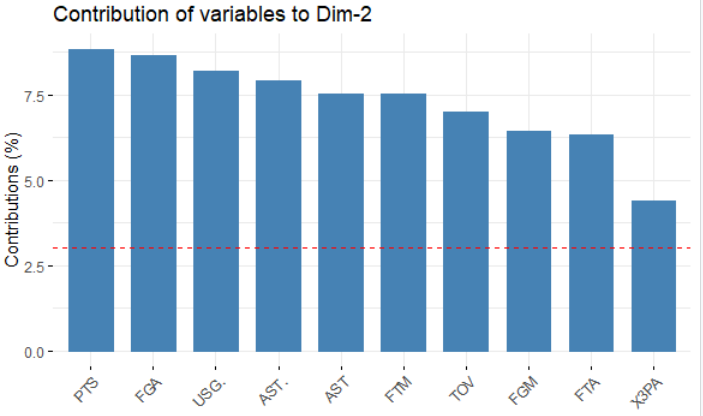 Contribution of variables to Dim-2
Contributions (%)
7.5
5.0
2.5
0.0
PTS
FGA
USG.
AST.
AST
FTM
TOV
FGM
FTA
X3PA